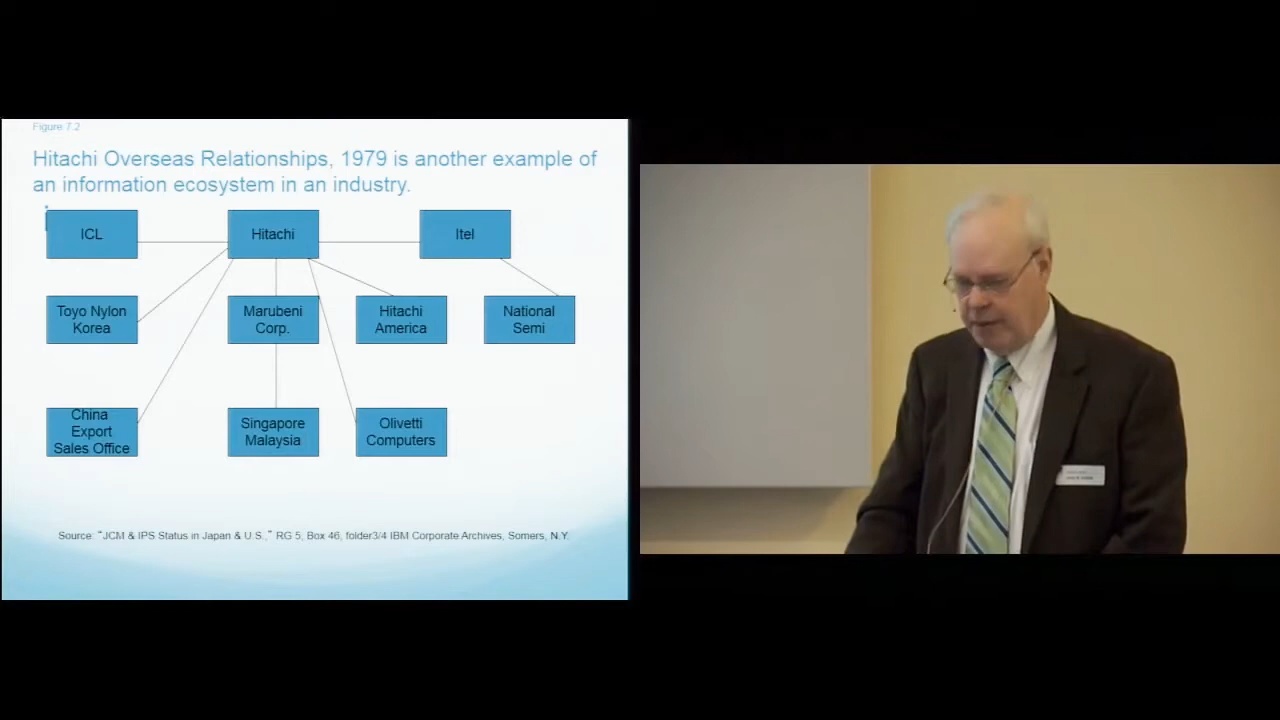 Figure 7.2
Hitachi Overseas Relationships, 1979 is another example of
an information ecosystem in an industry.
ICL
Hitachi
Itel
Toyo Nylon
Korea
Marubeni
Corp.
Hitachi
America
National
Semi
China
Export
Sales Office
Singapore
Malaysia
Olivetti
Computers
Source: “JCM & IPS Status in Japan & U.S.,” RG 5, Box 46, folder3/4 IBM Corporate Archives, Somers, N.Y.